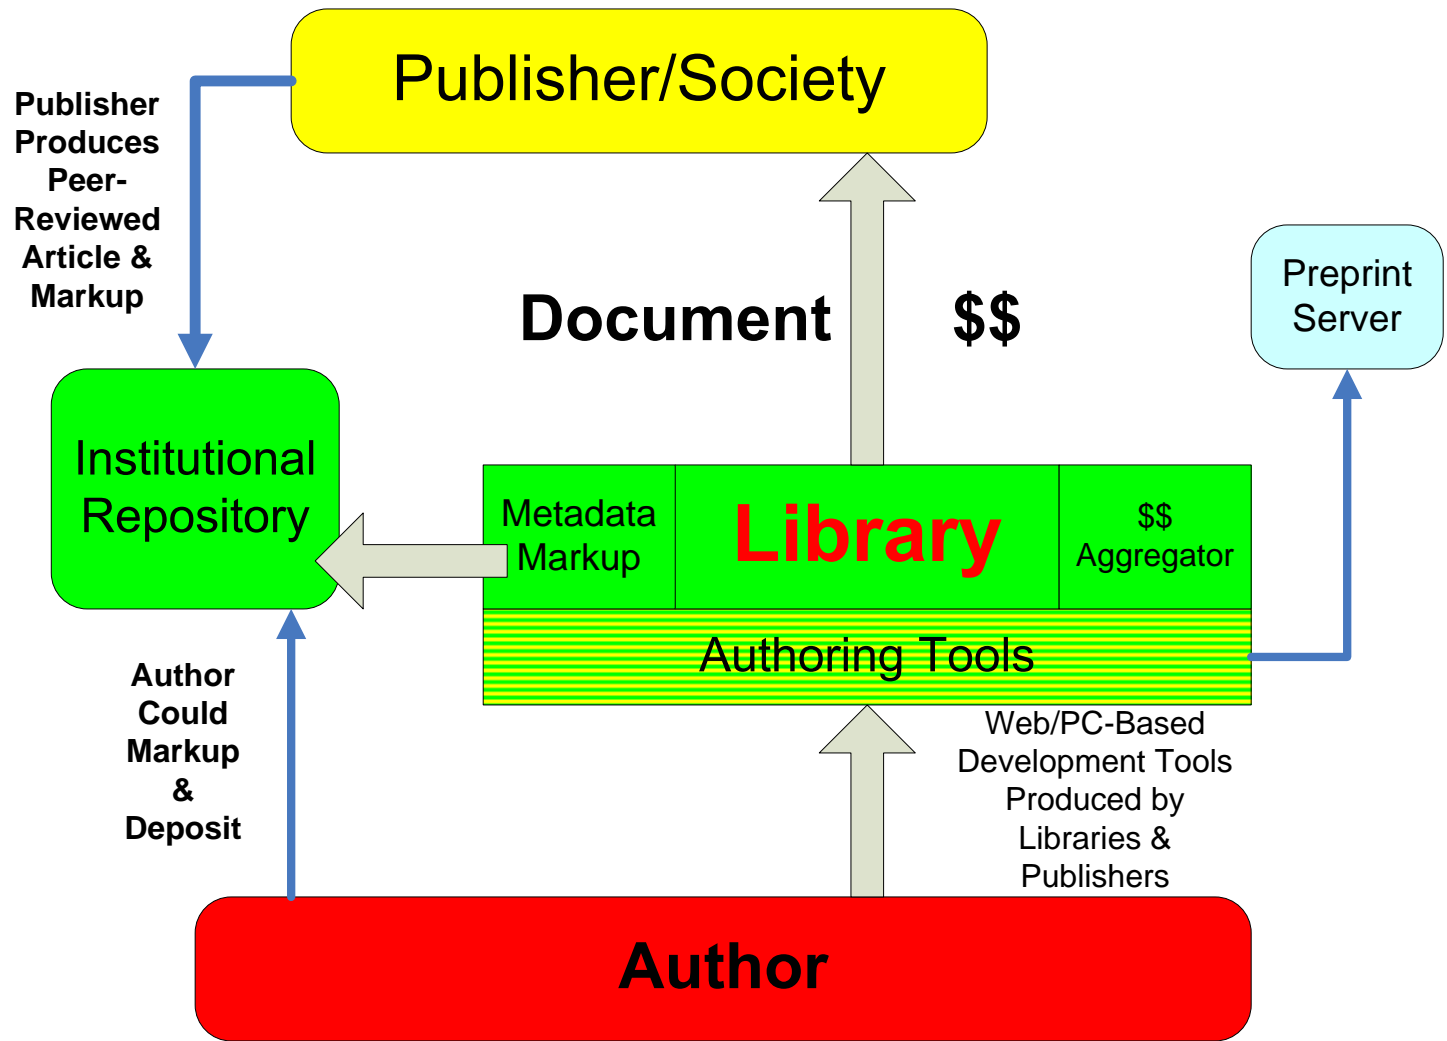 Publisher/Society
Publisher
Produces
Peer-
Reviewed
Article &
Markup
Document $$
Preprint
Server
Institutional
Repository
Metadata
Markup
Library
$$
Aggregator
Authoring Tools
Author
Could
Markup
&
Deposit
Web/PC-Based
Development Tools
Produced by
Libraries &
Publishers
Author